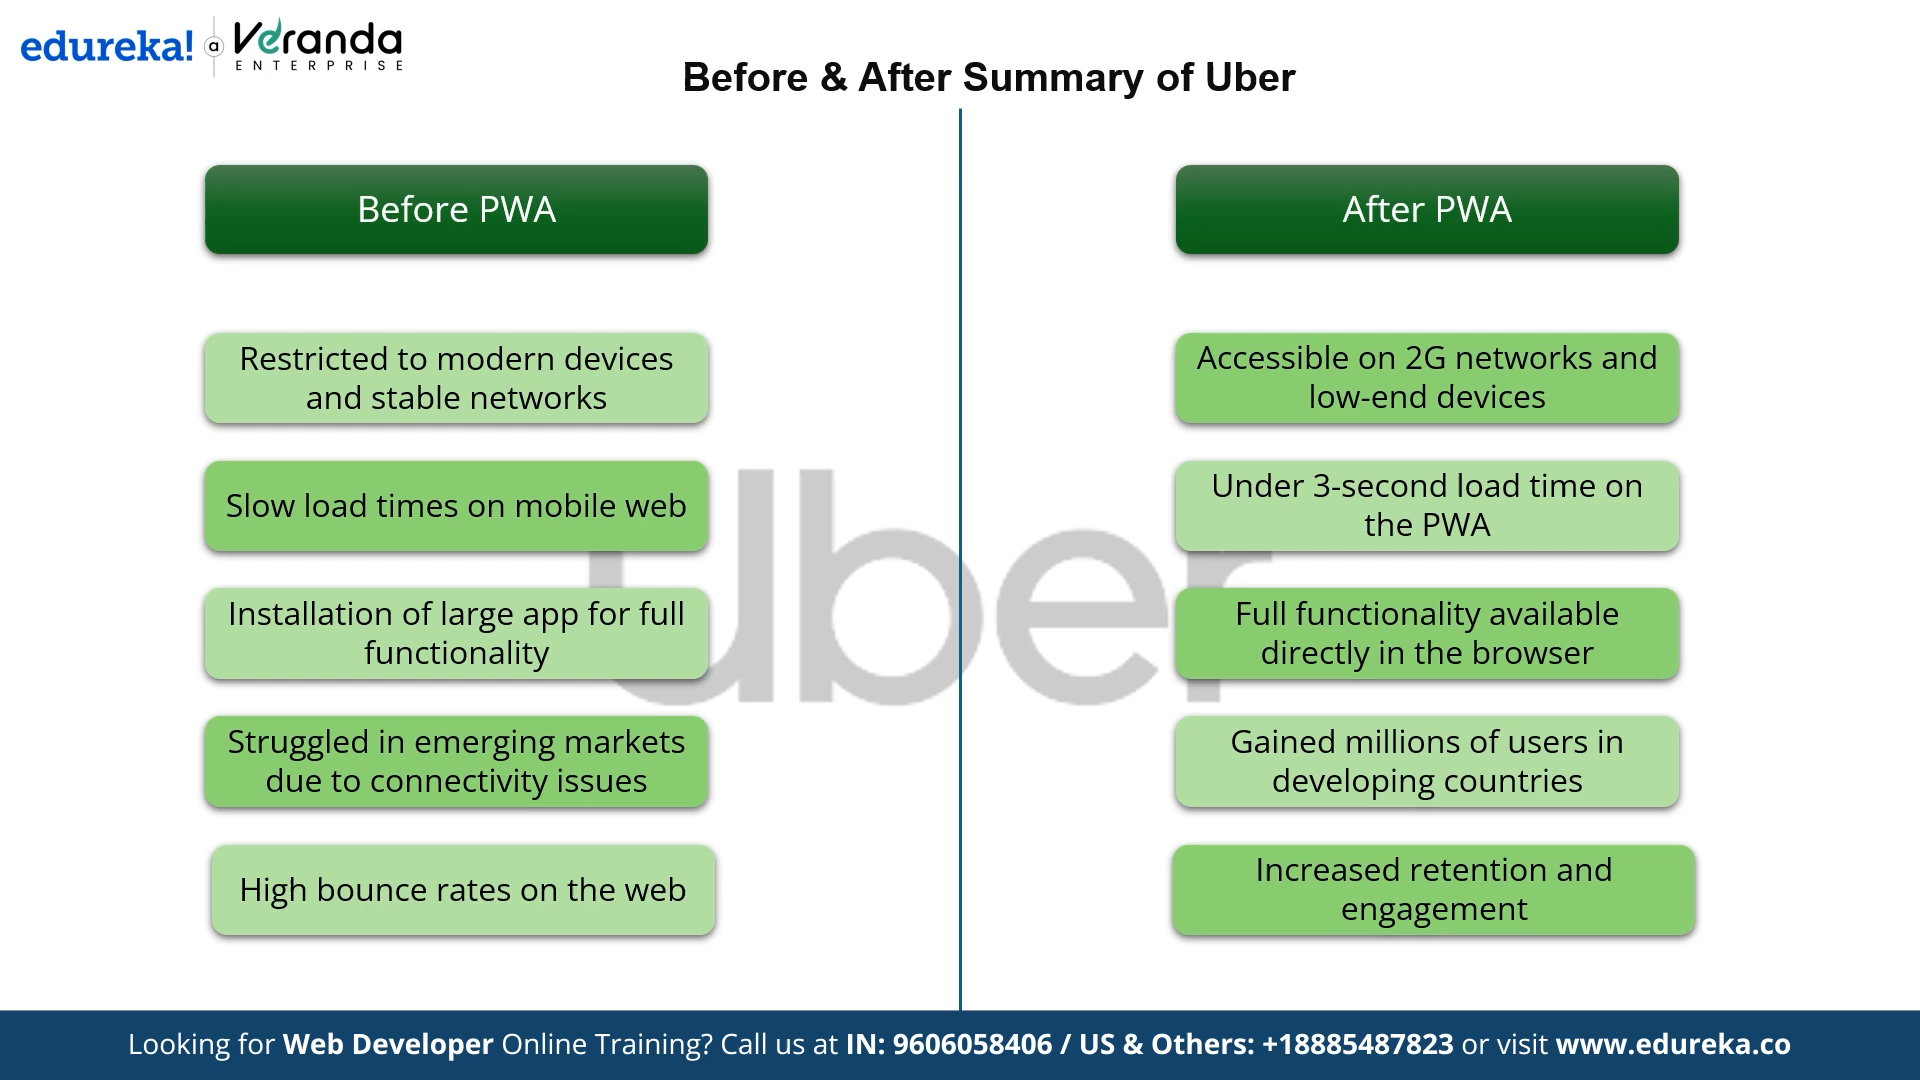 edureka!
a
Veranda
ENTERPRISE
Before & After Summary of Uber
Before PWA
Restricted to modern devices
and stable networks
Slow load times on mobile web
Installation of large app for full
functionality
Struggled in emerging markets
due to connectivity issues
High bounce rates on the web
After PWA
Accessible on 2G networks and
low-end devices
Under 3-second load time on
the PWA
Full functionality available
directly in the browser
Gained millions of users in
developing countries
Increased retention and
engagement
uber
Looking for Web Developer Online Training? Call us at IN: 9606058406 / US & Others: +18885487823 or visit www.edureka.co